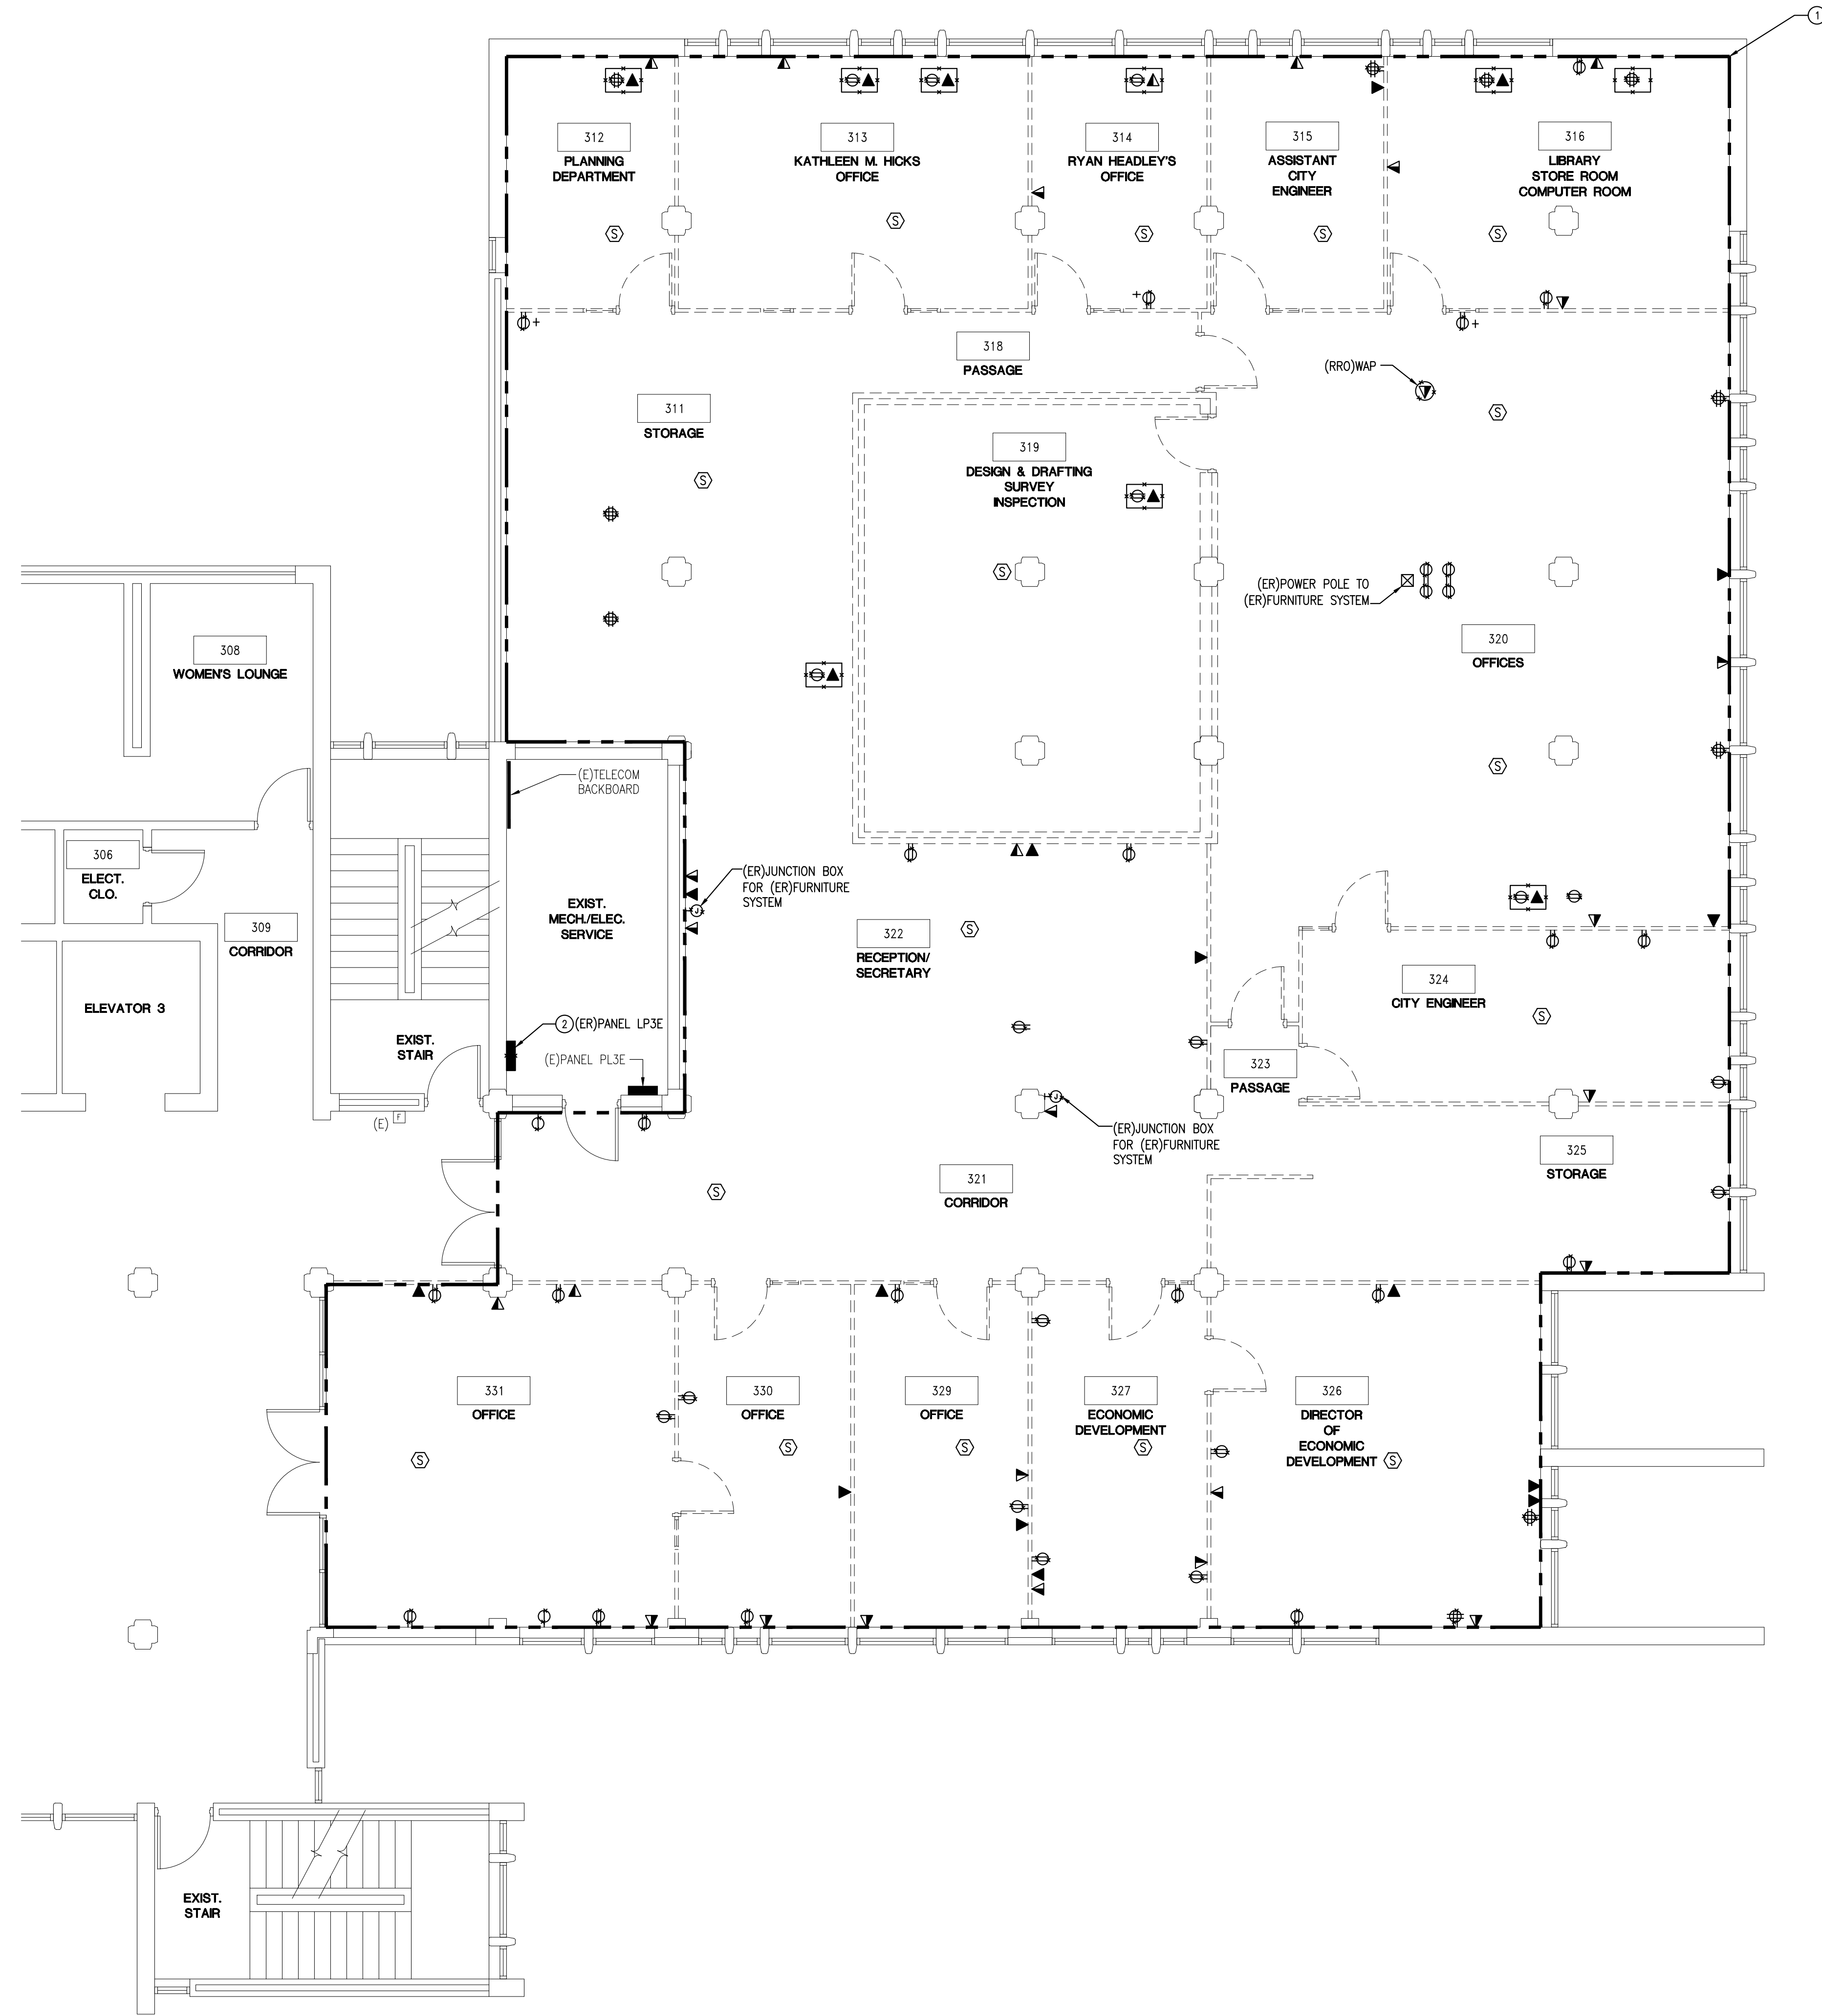 1
312
PLANNING
DEPARTMENT
313
KATHLEEN M. HICKS
OFFICE
314
RYAN HEADLEY'S
OFFICE
315
ASSISTANT
CITY
ENGINEER
316
LIBRARY
STORE ROOM
COMPUTER ROOM
S
S
S
S
S
318
PASSAGE
(RRO)WAP
311
STORAGE
S
319
DESIGN & DRAFTING
SURVEY
INSPECTION
S
S
(ER)POWER POLE TO
(ER)FURNITURE SYSTEM
320
OFFICES
308
WOMEN'S LOUNGE
(E)TELECOM
BACKBOARD
S
306
ELECT.
CLO.
(ER)JUNCTION BOX
FOR (ER)FURNITURE
SYSTEM
J
EXIST.
MECH./ELEC.
SERVICE
309
CORRIDOR
322
RECEPTION/
SECRETARY
S
324
CITY ENGINEER
S
ELEVATOR 3
EXIST.
STAIR
2
(ER)PANEL LP3E
(E)PANEL PL3E
323
PASSAGE
J
(E)
F
(ER)JUNCTION BOX
FOR (ER)FURNITURE
SYSTEM
325
STORAGE
321
CORRIDOR
S
331
OFFICE
330
OFFICE
329
OFFICE
327
ECONOMIC
DEVELOPMENT
326
DIRECTOR
OF
ECONOMIC
DEVELOPMENT
S
S
S
S
S
EXIST.
STAIR